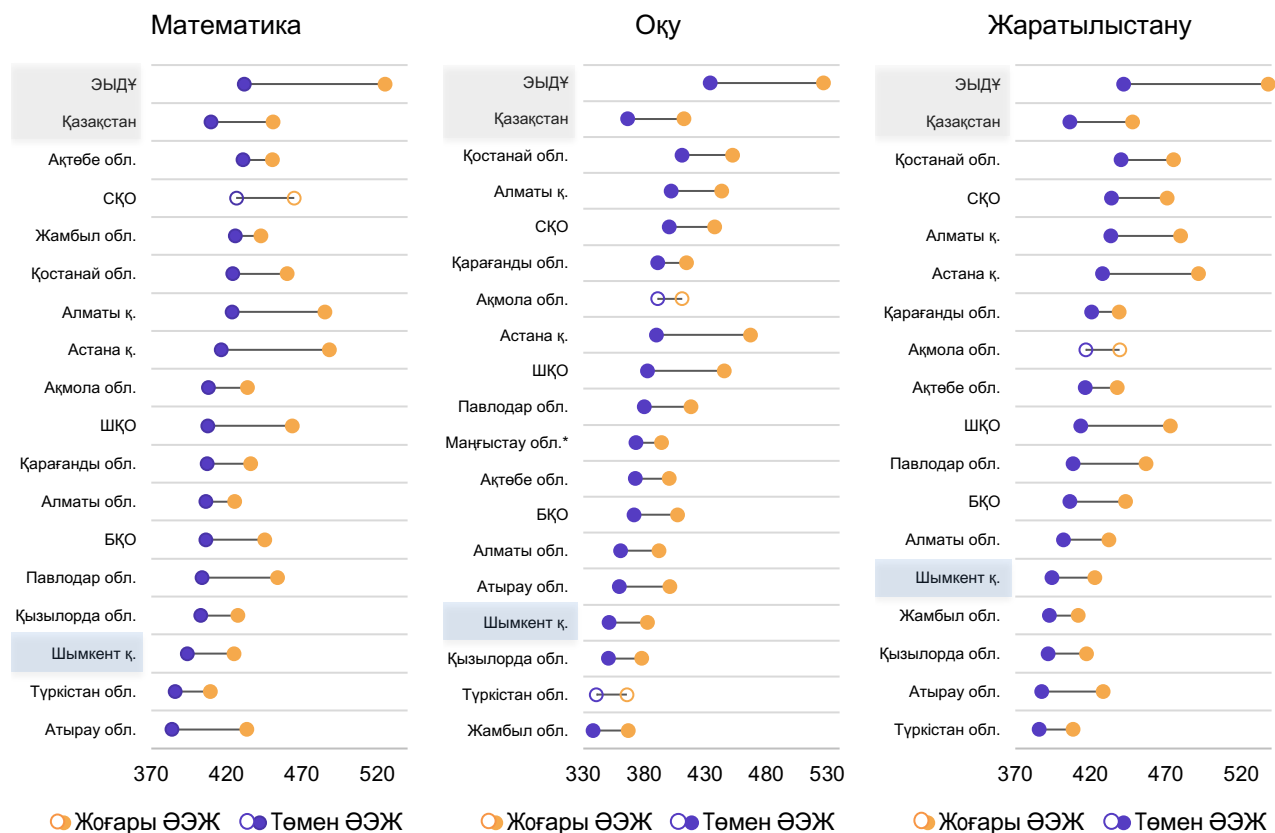 Математика
ЭЫДҰ
Қазақстан
Ақтөбе обл.
СҚО
Жамбыл обл.
Қостанай обл.
Алматы қ.
Астана қ.
Ақмола обл.
ШҚО
Қарағанды обл.
Алматы обл.
БҚО
Павлодар обл.
Қызылорда обл.
Шымкент қ.
Түркістан обл.
Атырау обл.
370 420 470 520
Жоғары ӘЭЖ Төмен ӘЭЖ
Оқу
ЭЫДҰ
Қазақстан
Қостанай обл.
Алматы қ.
СҚО
Қарағанды обл.
Ақмола обл.
Астана қ.
ШҚО
Павлодар обл.
Маңғыстау обл.*
Ақтөбе обл.
БҚО
Алматы обл.
Атырау обл.
Шымкент қ.
Қызылорда обл.
Түркістан обл.
Жамбыл обл.
330 380 430 480 530
Жоғары ӘЭЖ Төмен ӘЭЖ
Жаратылыстану
ЭЫДҰ
Қазақстан
Қостанай обл.
СҚО
Алматы қ.
Астана қ.
Қарағанды обл.
Ақмола обл.
Ақтөбе обл.
ШҚО
Павлодар обл.
БҚО
Алматы обл.
Шымкент қ.
Жамбыл обл.
Қызылорда обл.
Атырау обл.
Түркістан обл.
370 420 470 520
Жоғары ӘЭЖ Төмен ӘЭЖ